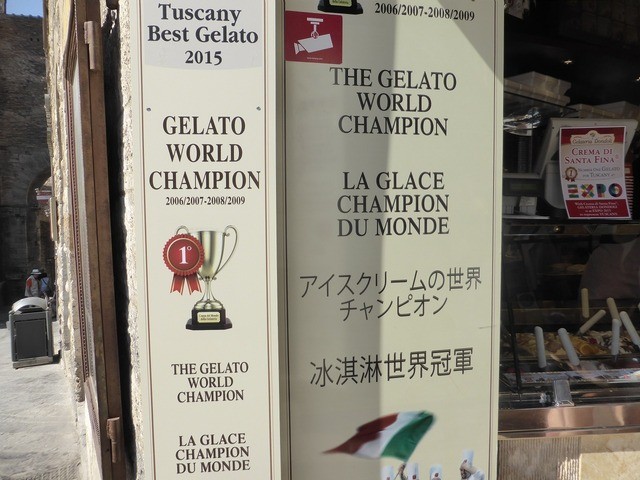 Tuscany
Best Gelato
2015
GELATO
WORLD
CHAMPION
2006/2007-2008/2009
1°
THE GELATO
WORLD
CHAMPION
LA GLACE
CHAMPION
DU MONDE
2006/2007-2008/2009
THE GELATO
WORLD
CHAMPION
LA GLACE
CHAMPION
DU MONDE
アイスクリームの世界
チャンピオン
冰淇淋世界冠軍
CREMA DI
SANTA FINA
EXPO